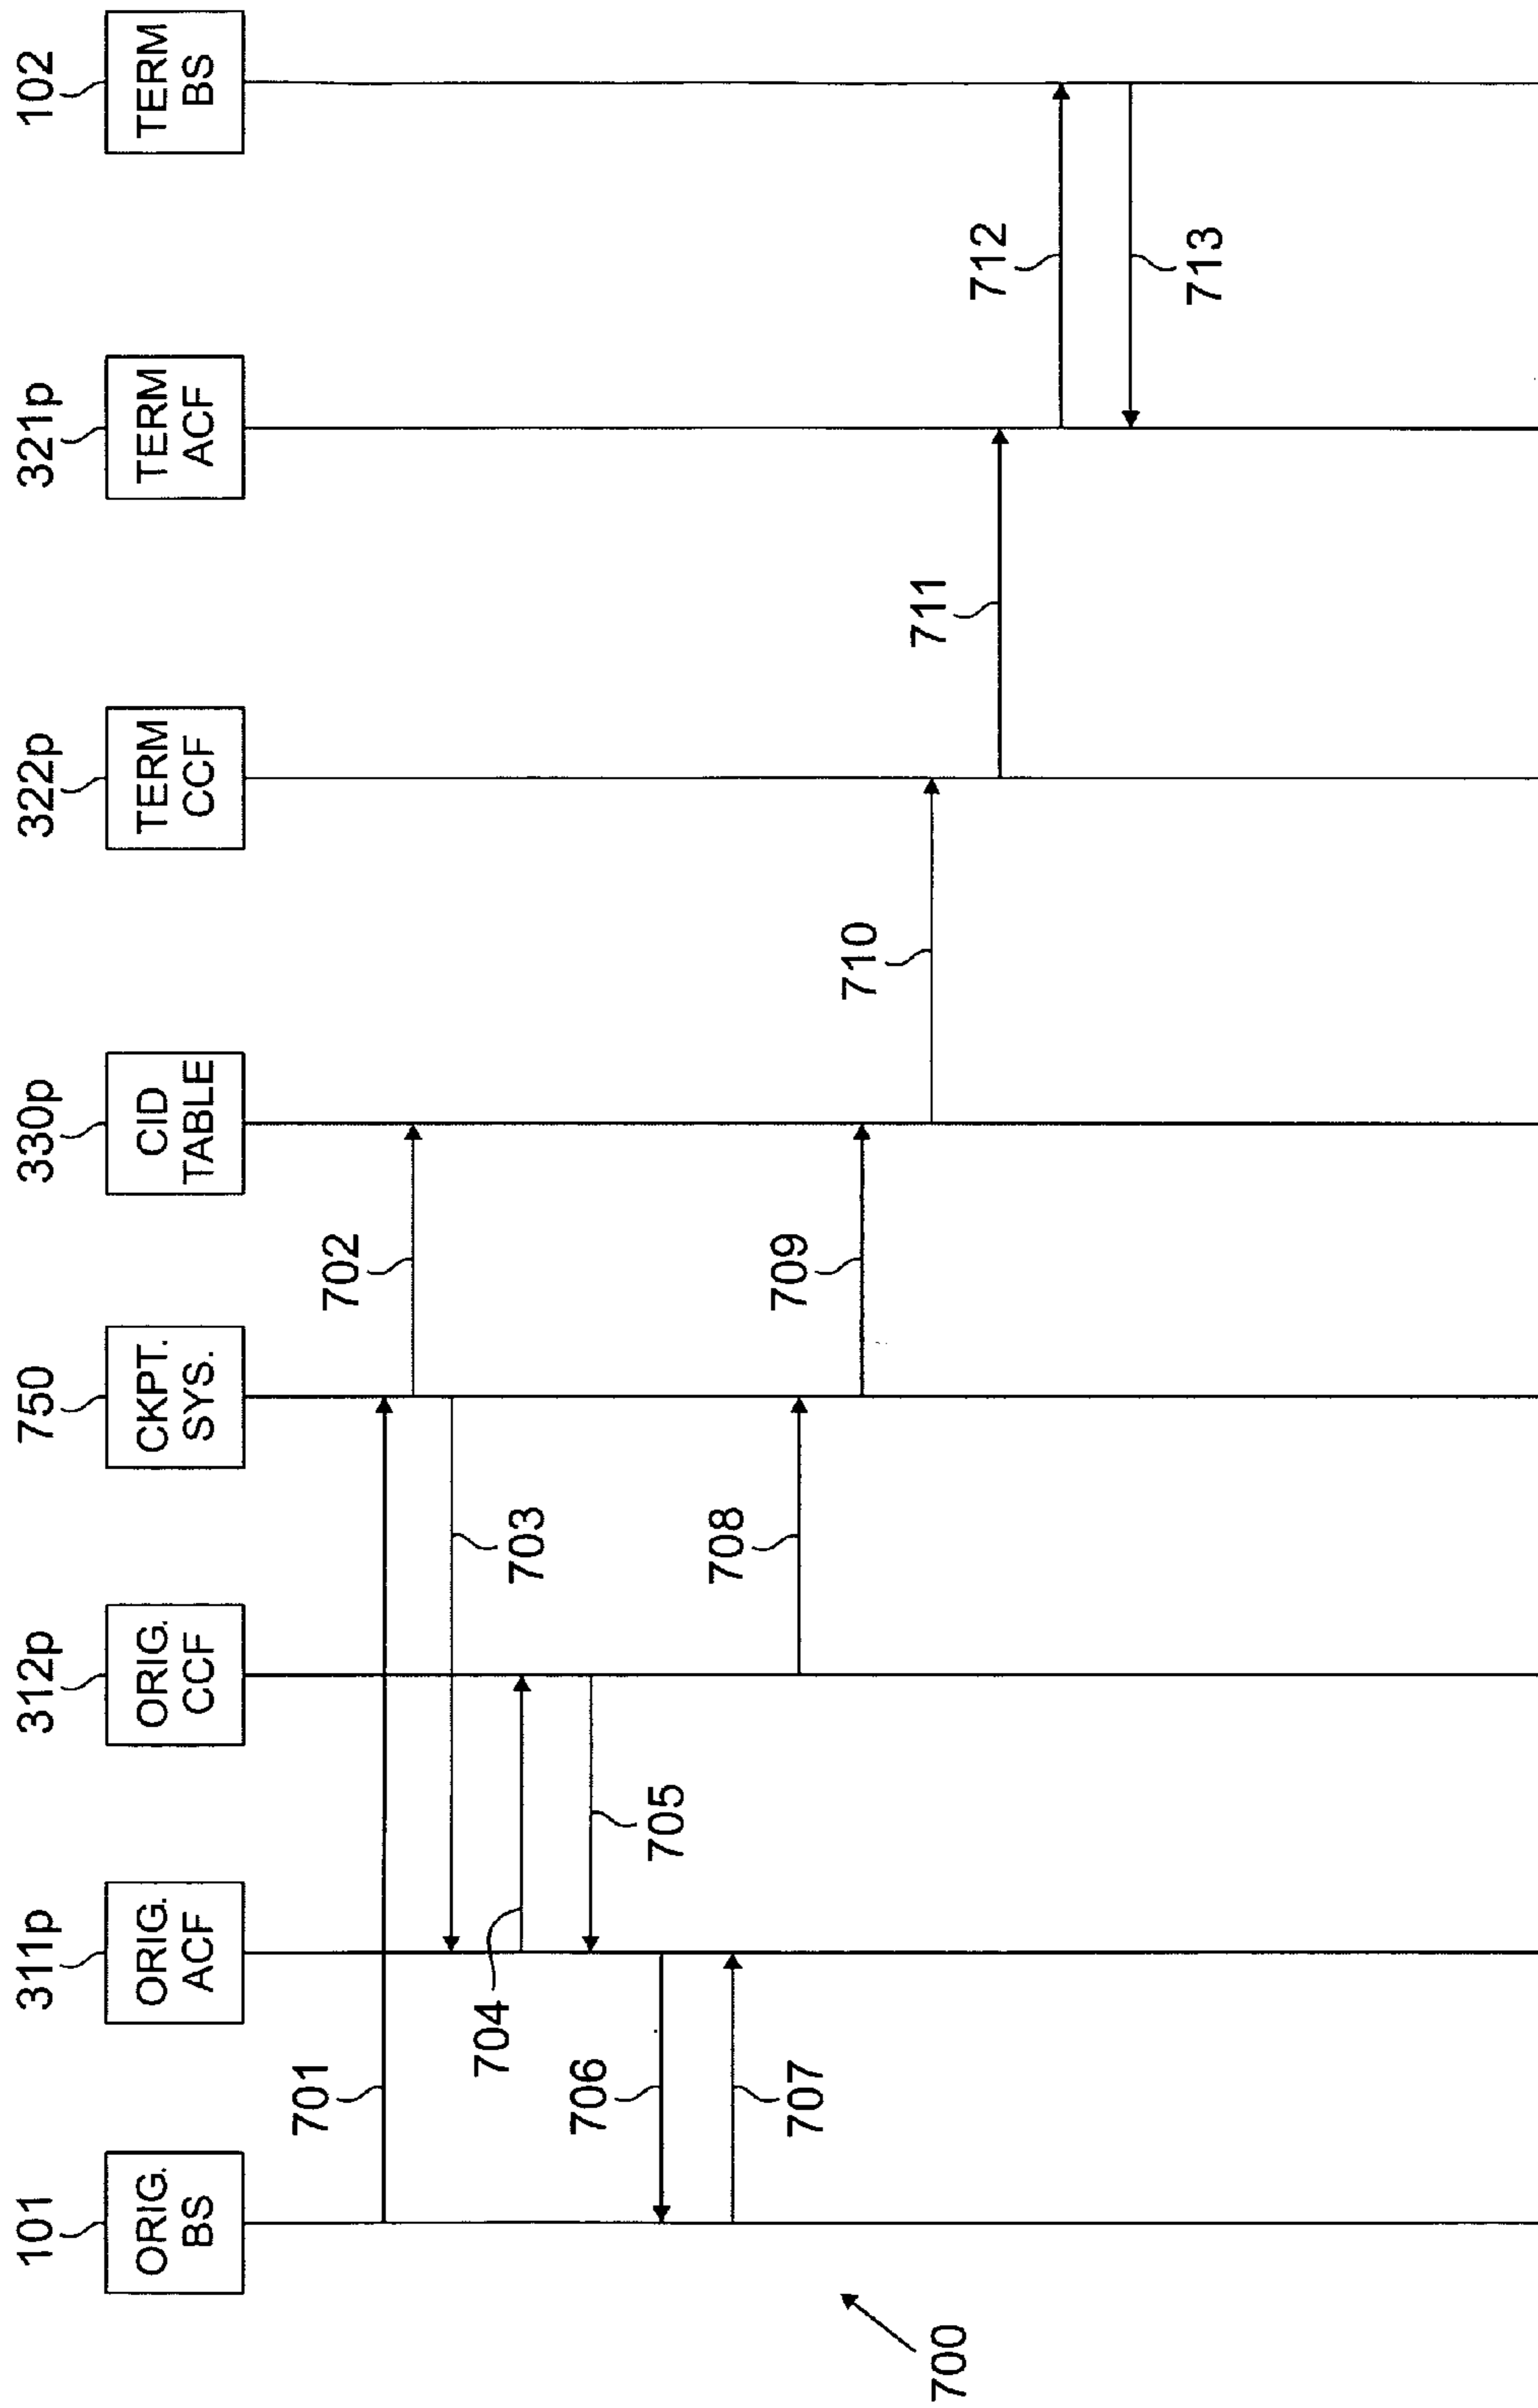 101
311p
312p
750
330p
322p
321p
102
ORIG.
BS
ORIG.
ACF
ORIG.
CCF
CKPT.
SYS.
CID
TABLE
TERM
CCF
TERM
ACF
TERM
BS
701
702
703
704
705
706
707
708
709
710
711
712
713
700